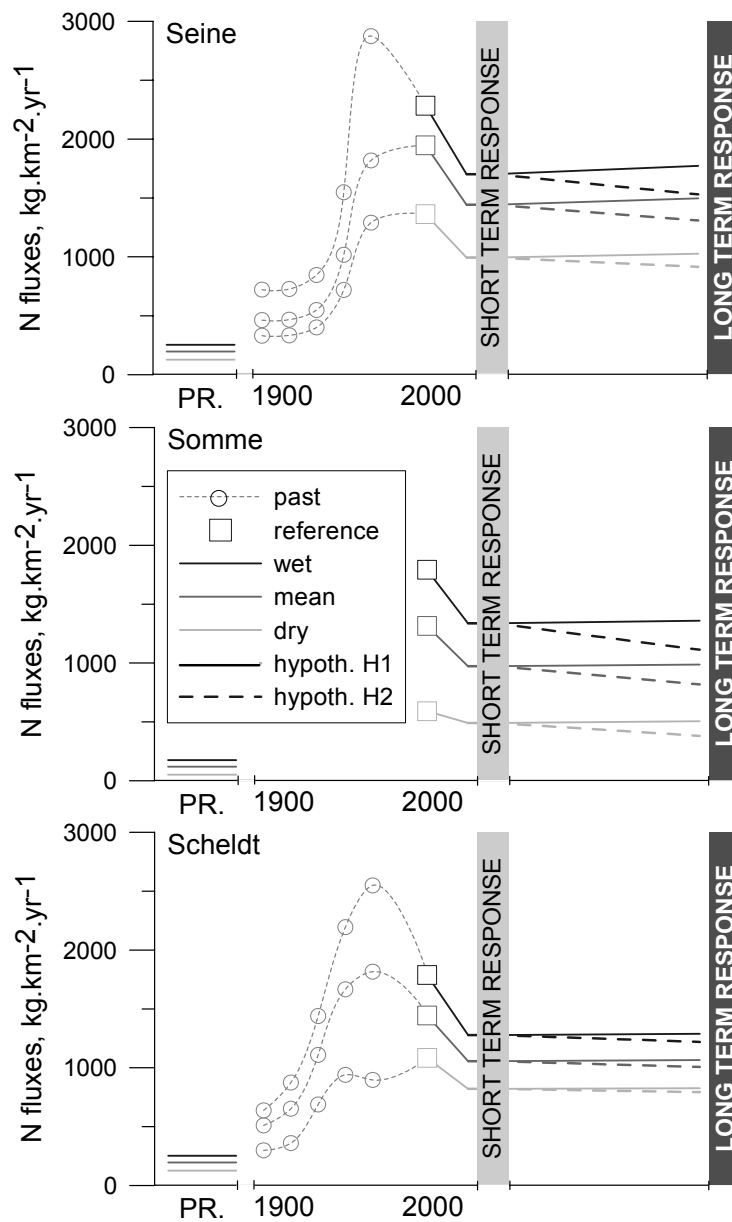 Seine
N fluxes, kg.km-2.yr-1
3000
2000
1000
0
PR.
1900
2000
SHORT TERM RESPONSE
LONG TERM RESPONSE
Somme
N fluxes, kg.km-2.yr-1
3000
2000
1000
0
past
reference
wet
mean
dry
hypoth. H1
hypoth. H2
PR.
1900
2000
SHORT TERM RESPONSE
LONG TERM RESPONSE
Scheldt
N fluxes, kg.km-2.yr-1
3000
2000
1000
0
PR.
1900
2000
SHORT TERM RESPONSE
LONG TERM RESPONSE